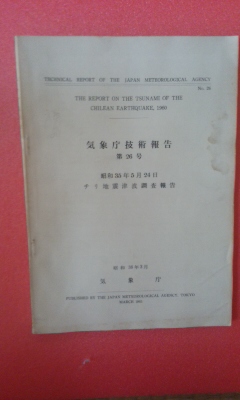 TECHNICAL REPORT OF THE JAPAN METEOROLOGICAL AGENCY
No. 26
THE REPORT ON THE TSUNAMI OF THE
CHILEAN EARTHQUAKE, 1960
気象庁技術報告
第 26 号
昭和35年5月24日
チリ地震津波調査報告
気象庁
PUBLISHED BY THE JAPAN METEOROLOGICAL AGENCY, TOKYO